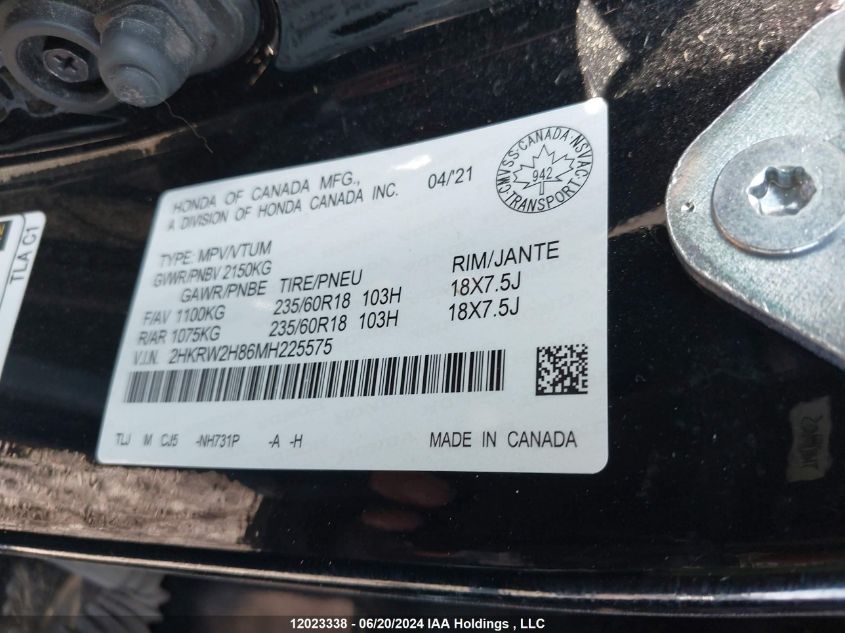 HONDA OF CANADA MFG.,
A DIVISION OF HONDA CANADA INC.
04/'21
CMVSS·CANADA·NSVAC
942
TRANSPORT
TYPE: MPV/VTUM
GVWR/PNBV 2150KG
GAWR/PNBE TIRE/PNEU RIM/JANTE
F/AV 1100KG 235/60R18 103H 18X7.5J
R/AR 1075KG 235/60R18 103H 18X7.5J
V.I.N. 2HKRW2H86MH225575
TLJ M CJ5 -NH731P -A -H MADE IN CANADA
TLA C1
12023338 - 06/20/2024 IAA Holdings , LLC